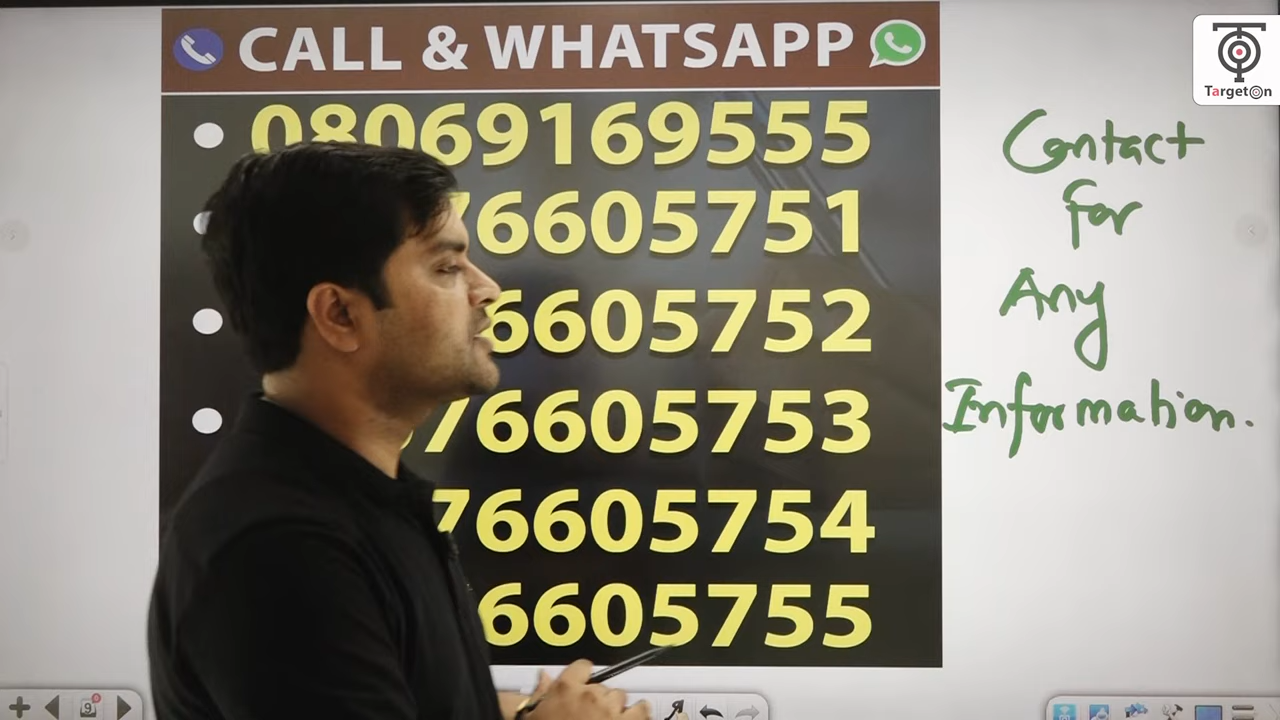 CALL & WHATSAPP
TargetOn
08069169555
76605751
6605752
76605753
76605754
6605755
Contact
for
Any
Information.